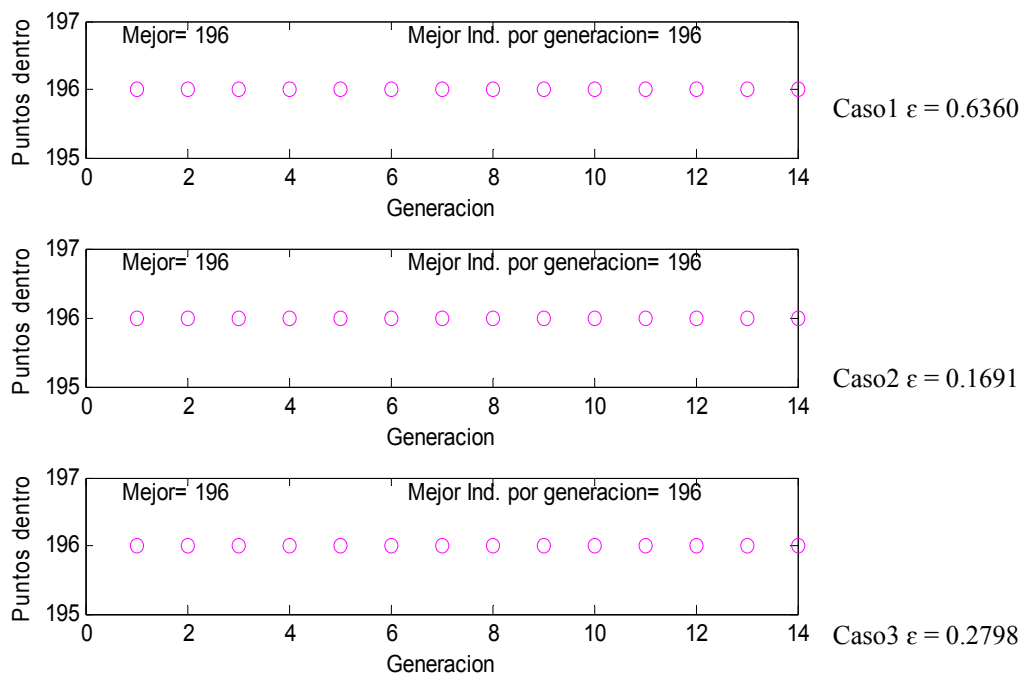 197
196
195
Puntos dentro
Mejor= 196
Mejor Ind. por generacion= 196
0 2 4 6 8 10 12 14
Generacion
Caso1 ε = 0.6360
197
196
195
Puntos dentro
Mejor= 196
Mejor Ind. por generacion= 196
0 2 4 6 8 10 12 14
Generacion
Caso2 ε = 0.1691
197
196
195
Puntos dentro
Mejor= 196
Mejor Ind. por generacion= 196
0 2 4 6 8 10 12 14
Generacion
Caso3 ε = 0.2798